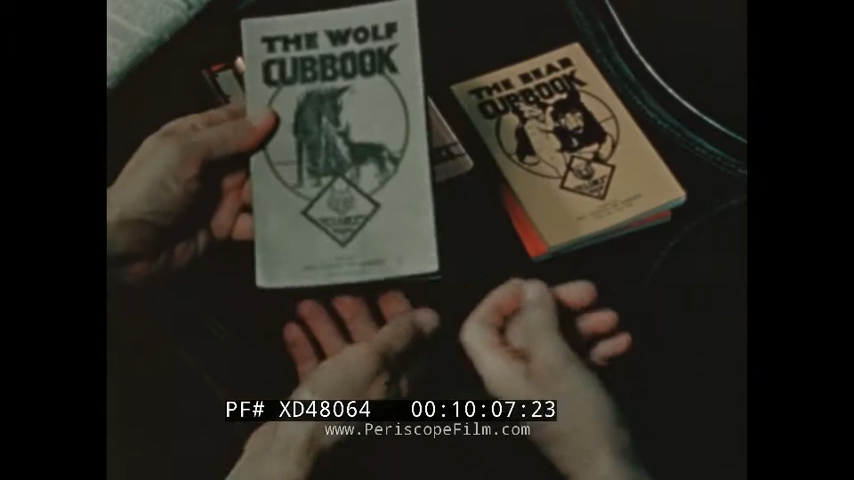 THE WOLF
CUBBOOK
THE BEAR
CUBBOOK
PF# XD48064 00:10:07:23
www.PeriscopeFilm.com